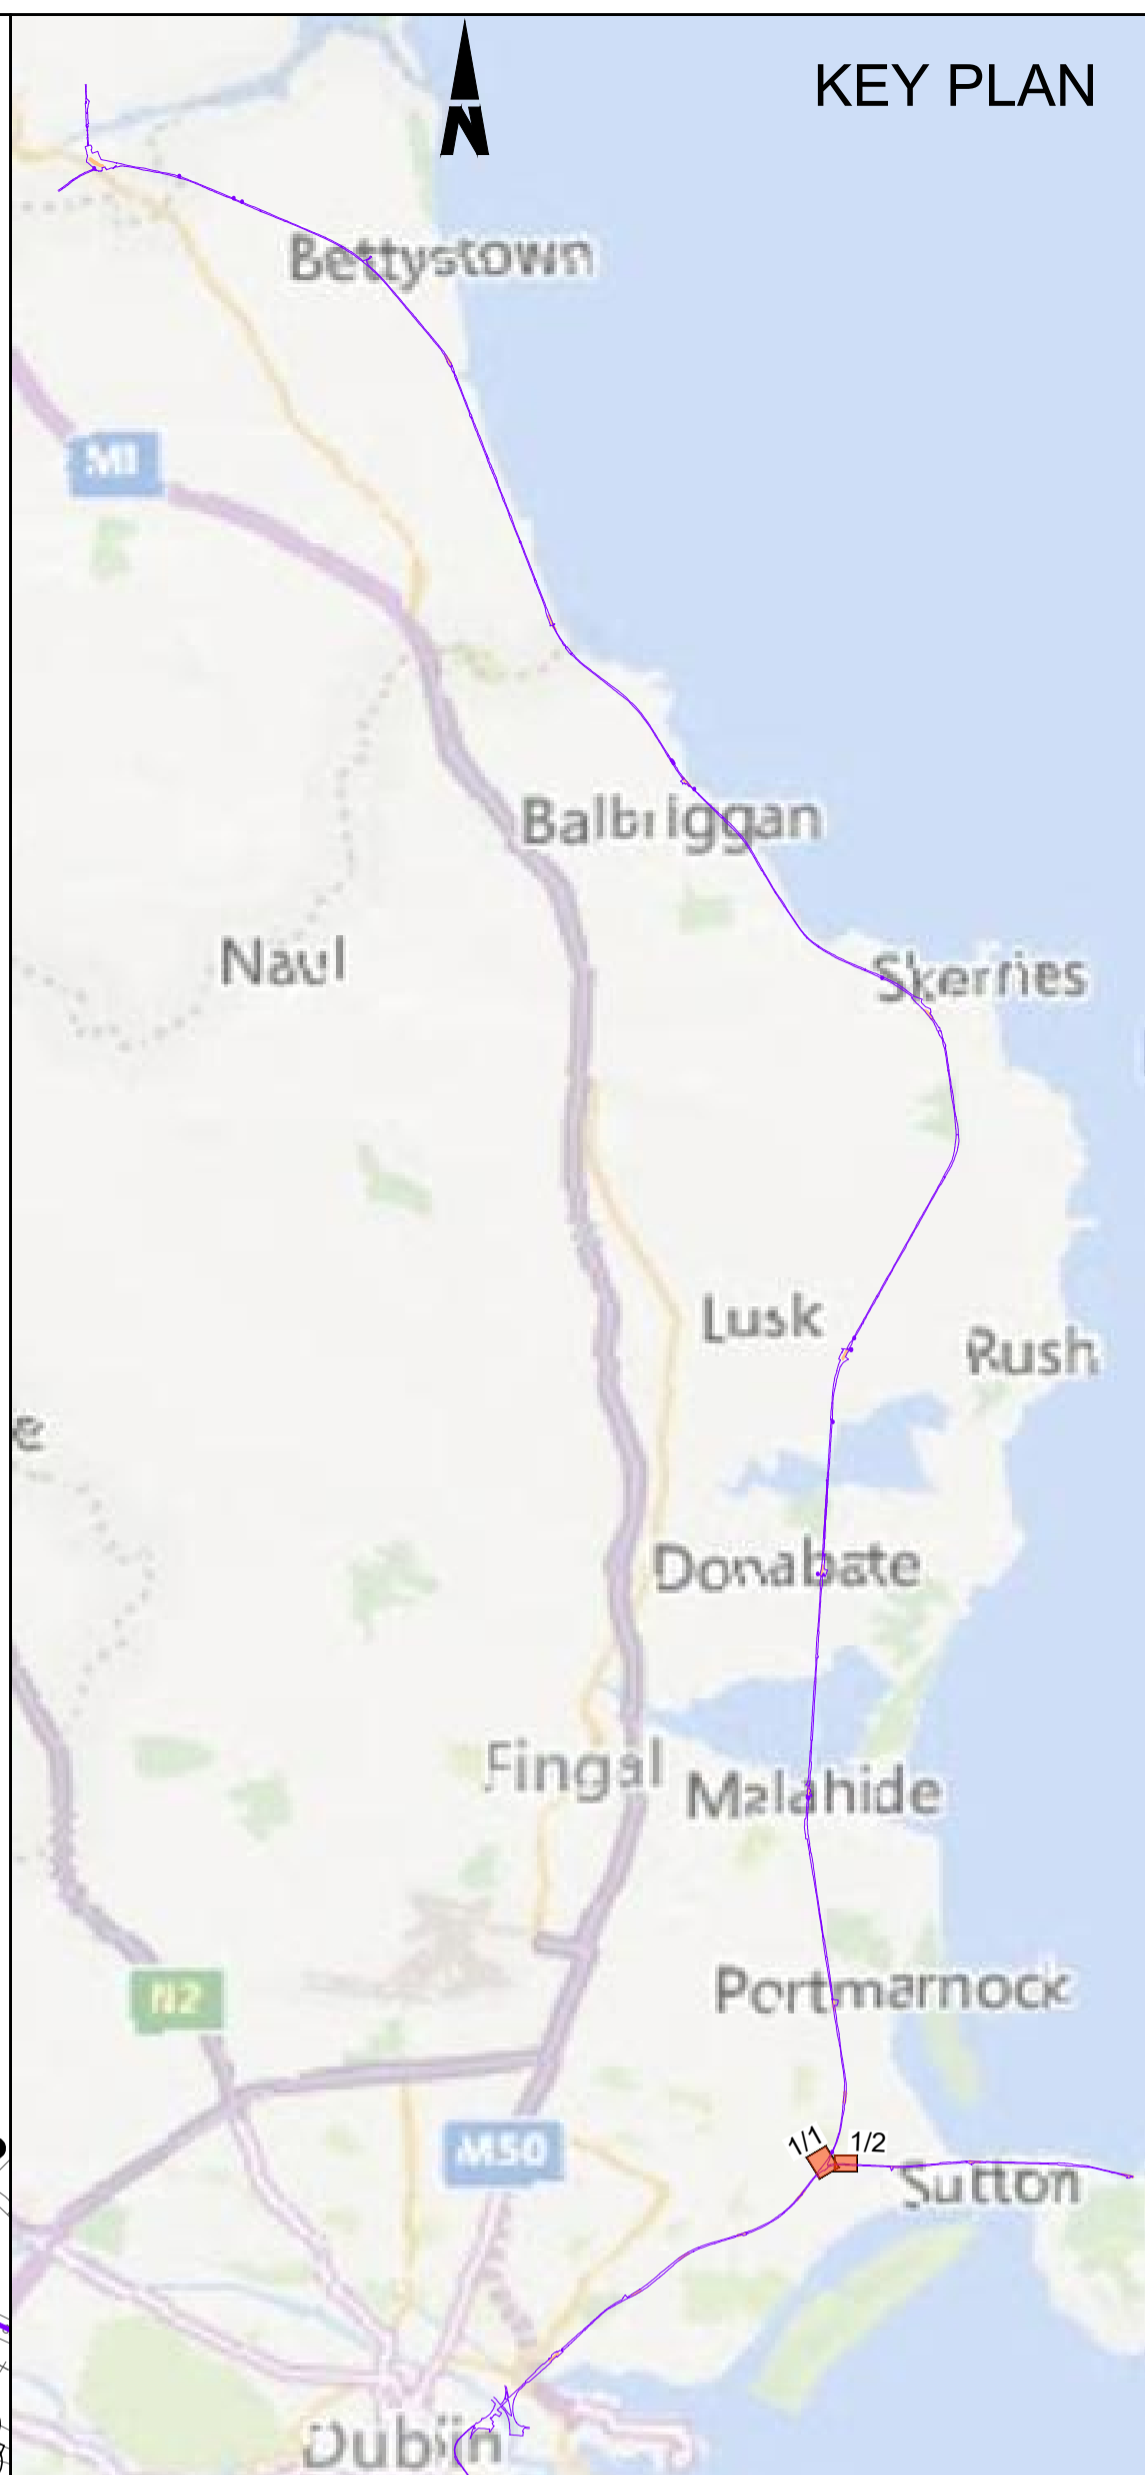 KEY PLAN
N
Bettystown
M1
Balbriggan
Naul
Skerries
Lusk
Rush
e
Donabate
Fingal
Malahide
N2
Portmarnock
M50
1/1
1/2
Sutton
Dublin